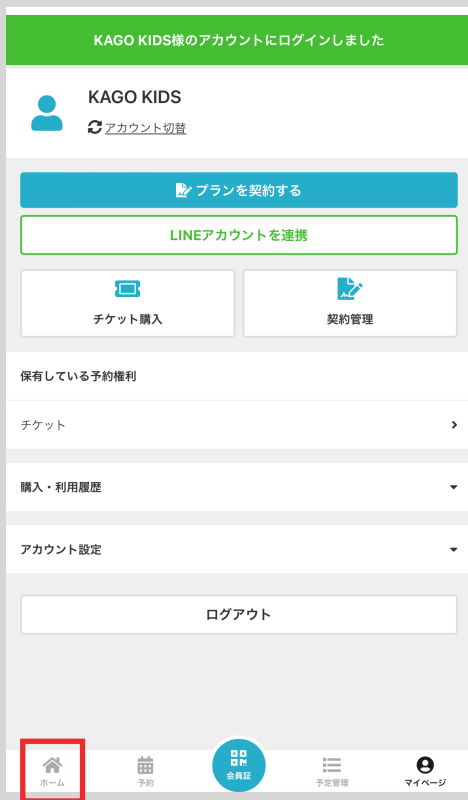 KAGO KIDS様のアカウントにログインしました
KAGO KIDS
アカウント切替
プランを契約する
LINEアカウントを連携
チケット購入
契約管理
保有している予約権利
チケット
購入・利用履歴
アカウント設定
ログアウト
ホーム
予約
会員証
予定管理
マイページ